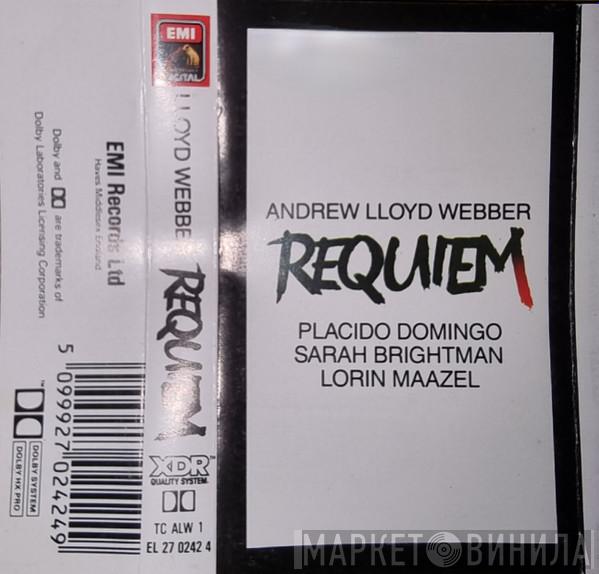 ANDREW LLOYD WEBBER
REQUIEM
PLACIDO DOMINGO
SARAH BRIGHTMAN
LORIN MAAZEL
EMI
DIGITAL
LLOYD WEBBER
REQUIEM
XDR
QUALITY SYSTEM
TC ALW 1
EL 27 0242 4
EMI Records Ltd
Hayes Middlesex England
Dolby and DD are trademarks of
Dolby Laboratories Licensing Corporation
DOLBY SYSTEM
DOLBY HX PRO
5 099927 024249
МАРКЕТ ВИНИЛА